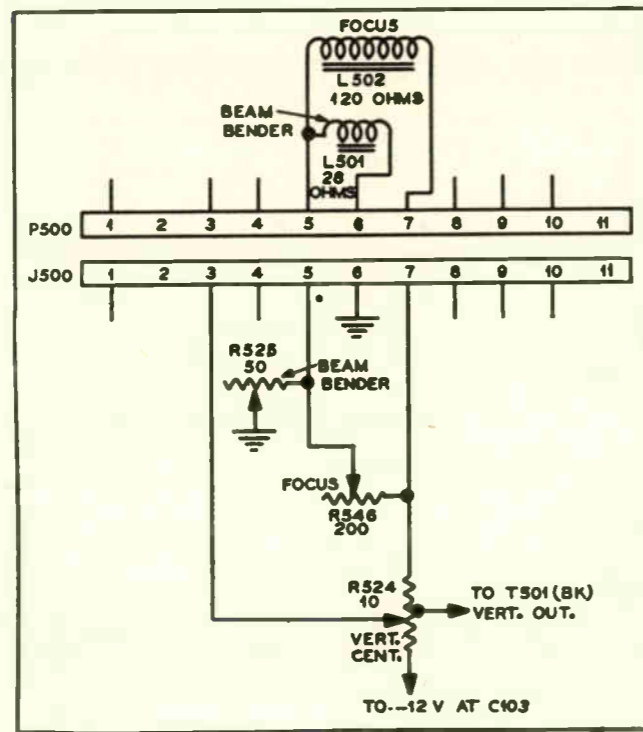 FOCUS
L502
120 OHMS
BEAM
BENDER
L501
28
OHMS
P500 1 2 3 4 5 6 7 8 9 10 11
J500 1 2 3 4 5 6 7 8 9 10 11
R525
50
BEAM
BENDER
FOCUS
R546
200
R524
10
VERT.
CENT.
TO T501 (BK)
VERT. OUT.
TO -12 V AT C103